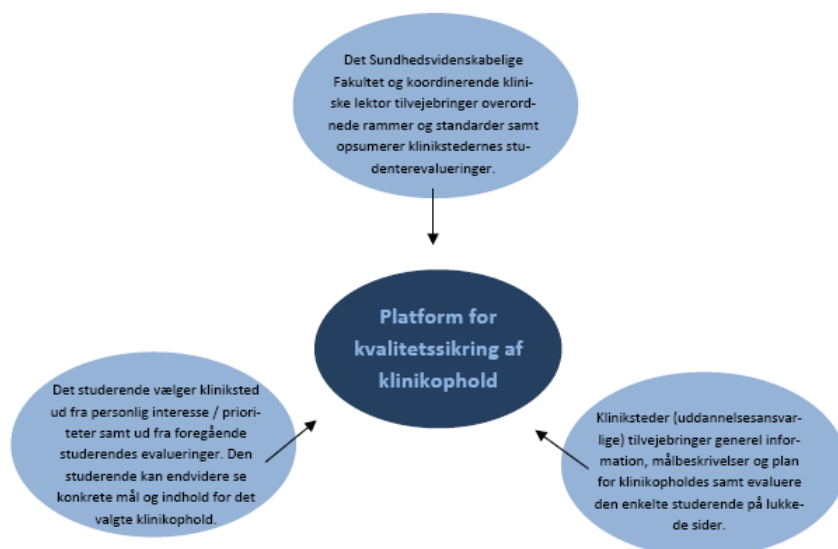 Det Sundhedsvidenskabelige
Fakultet og koordinerende klini-
ske lektor tilvejebringer overord-
nede rammer og standarder samt
opsumerer klinikstedernes stu-
denterevalueringer.
Platform for
kvalitetssikring af
klinikophold
Det studerende vælger kliniksted
ud fra personlig interesse / priori-
teter samt ud fra foregående
studerendes evalueringer. Den
studerende kan endvidere se
konkrete mål og indhold for det
valgte klinikophold.
Kliniksteder (uddannelsesansvar-
lige) tilvejebringer generel infor-
mation, målbeskrivelser og plan
for klinikopholdes samt evaluere
den enkelte studerende på lukke-
de sider.